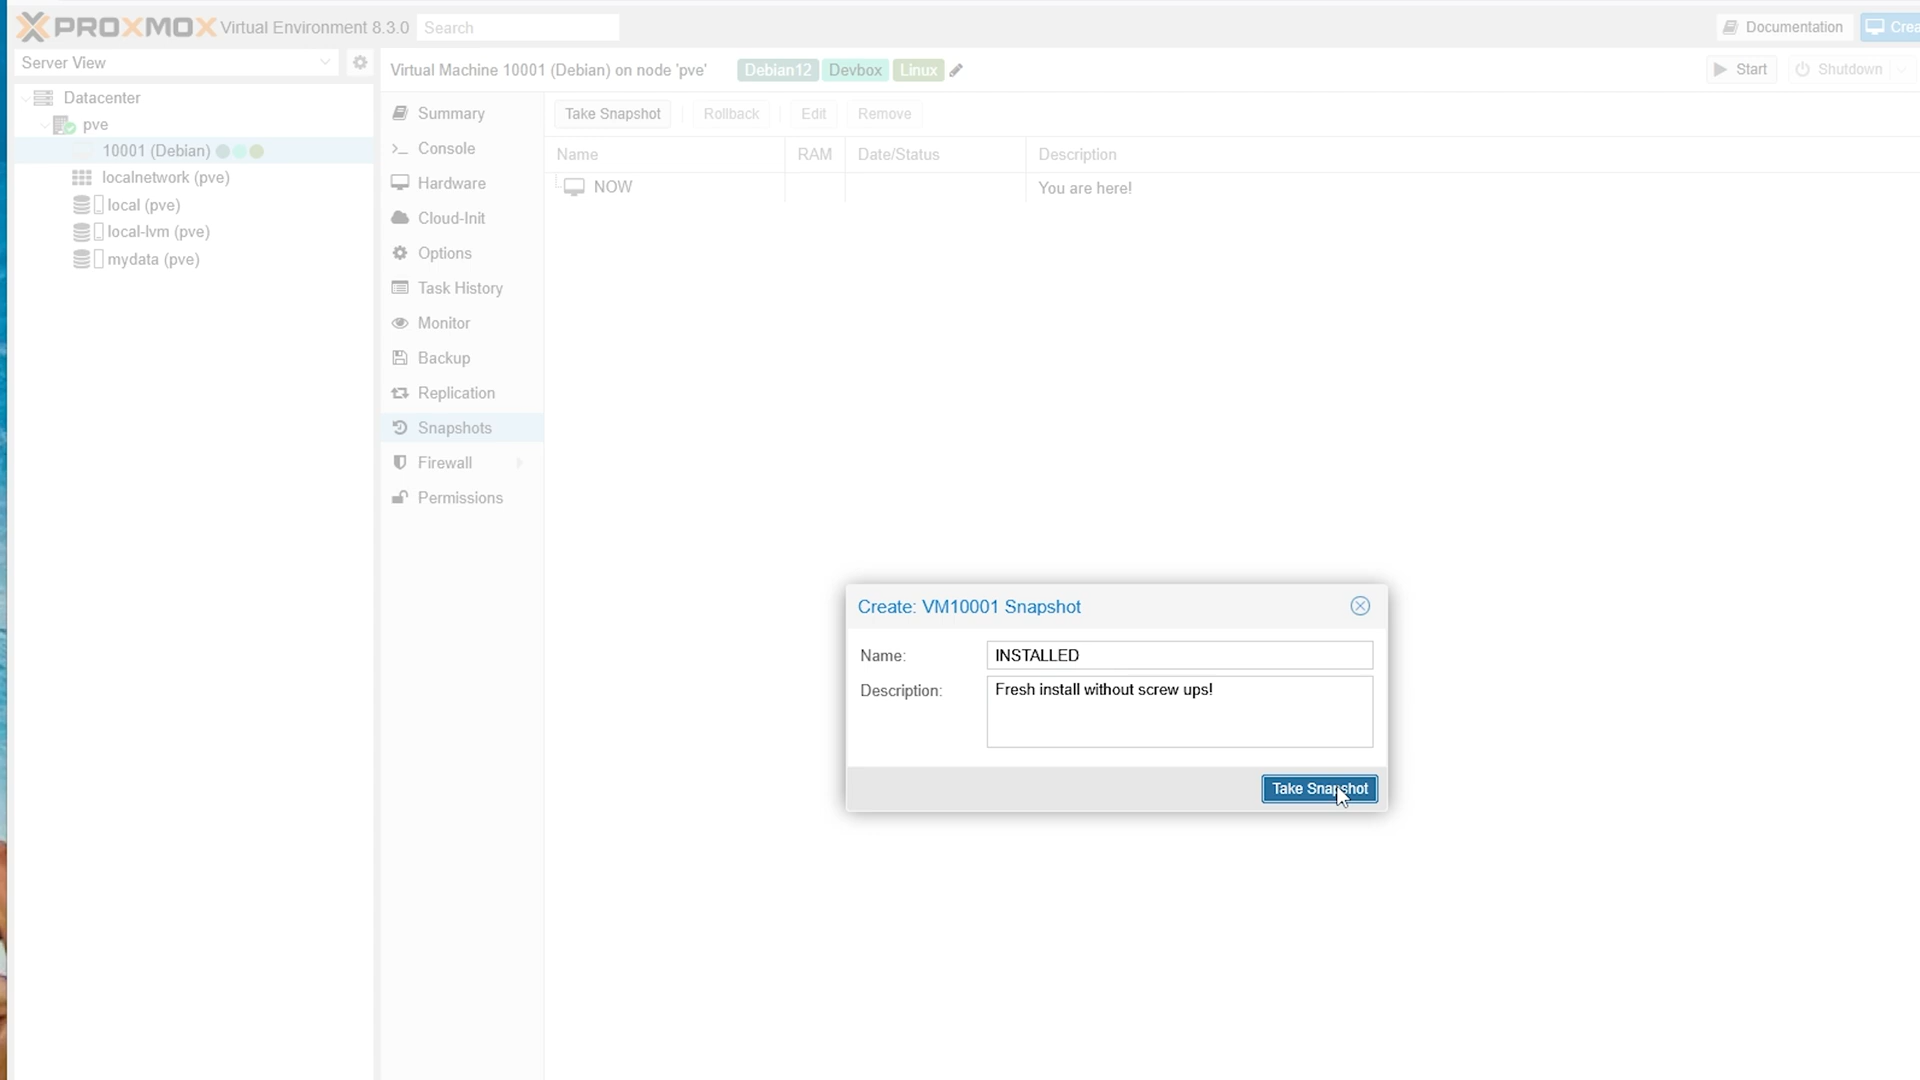 PROXMOX Virtual Environment 8.3.0 Search Documentation
Server View
Virtual Machine 10001 (Debian) on node 'pve' Debian12 Devbox Linux Start Shutdown
Datacenter
pve
10001 (Debian)
localnetwork (pve)
local (pve)
local-lvm (pve)
mydata (pve)
Summary
Console
Hardware
Cloud-Init
Options
Task History
Monitor
Backup
Replication
Snapshots
Firewall
Permissions
Take Snapshot Rollback Edit Remove
Name RAM Date/Status Description
NOW You are here!
Create: VM10001 Snapshot
Name: INSTALLED
Description: Fresh install without screw ups!
Take Snapshot